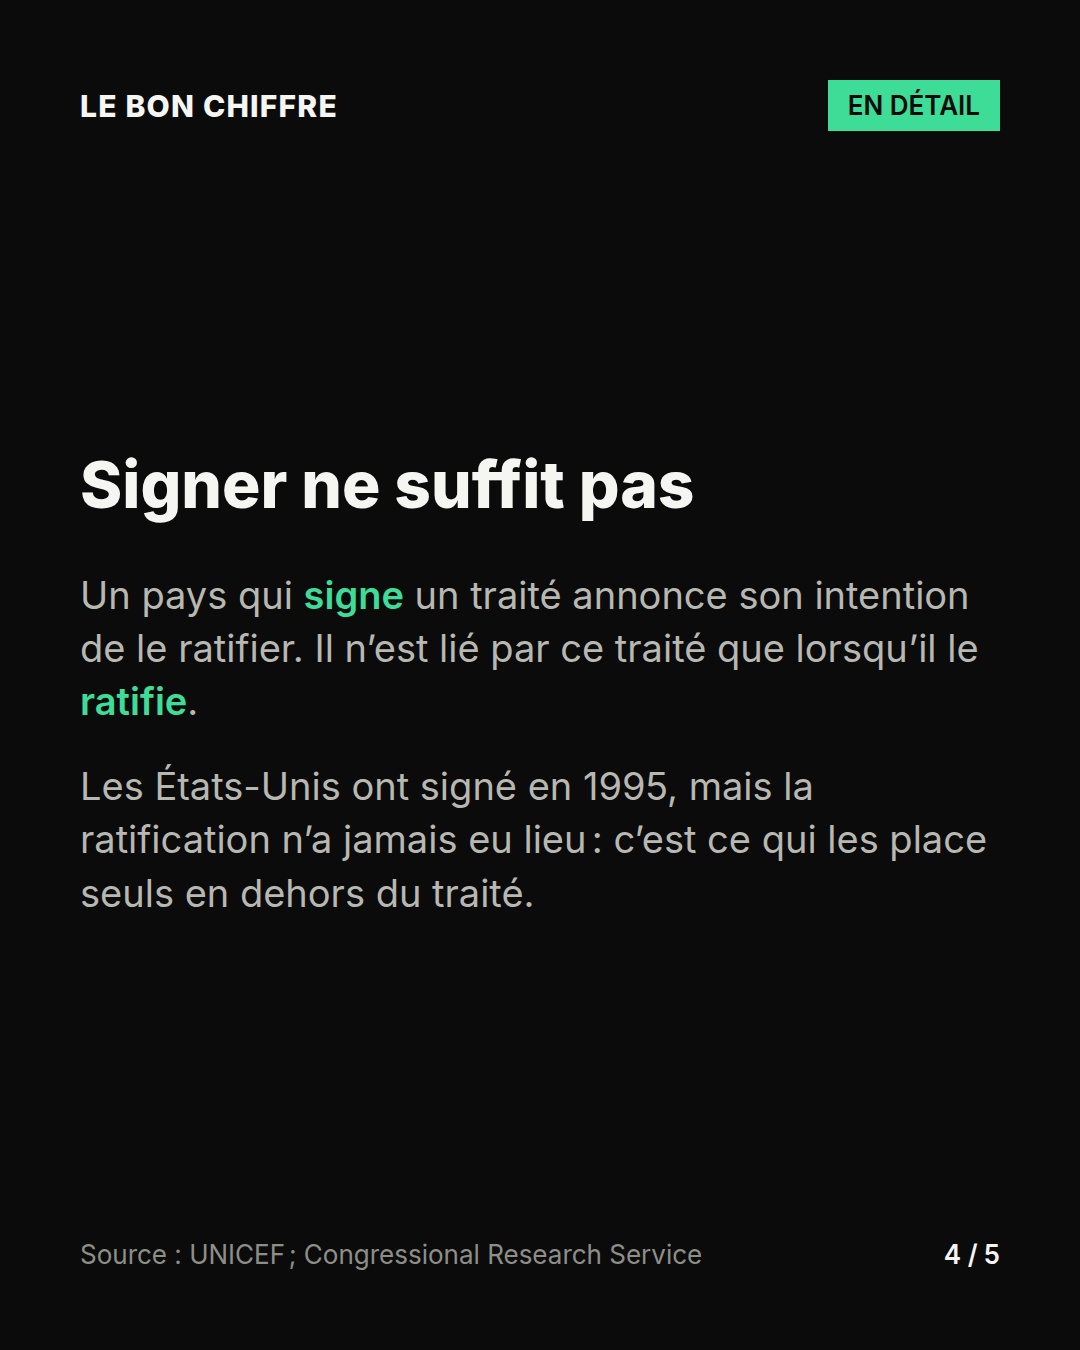 LE BON CHIFFRE
EN DÉTAIL
Signer ne suffit pas
Un pays qui signe un traité annonce son intention
de le ratifier. Il n’est lié par ce traité que lorsqu’il le
ratifie.
Les États-Unis ont signé en 1995, mais la
ratification n’a jamais eu lieu : c’est ce qui les place
seuls en dehors du traité.
Source : UNICEF ; Congressional Research Service
4 / 5